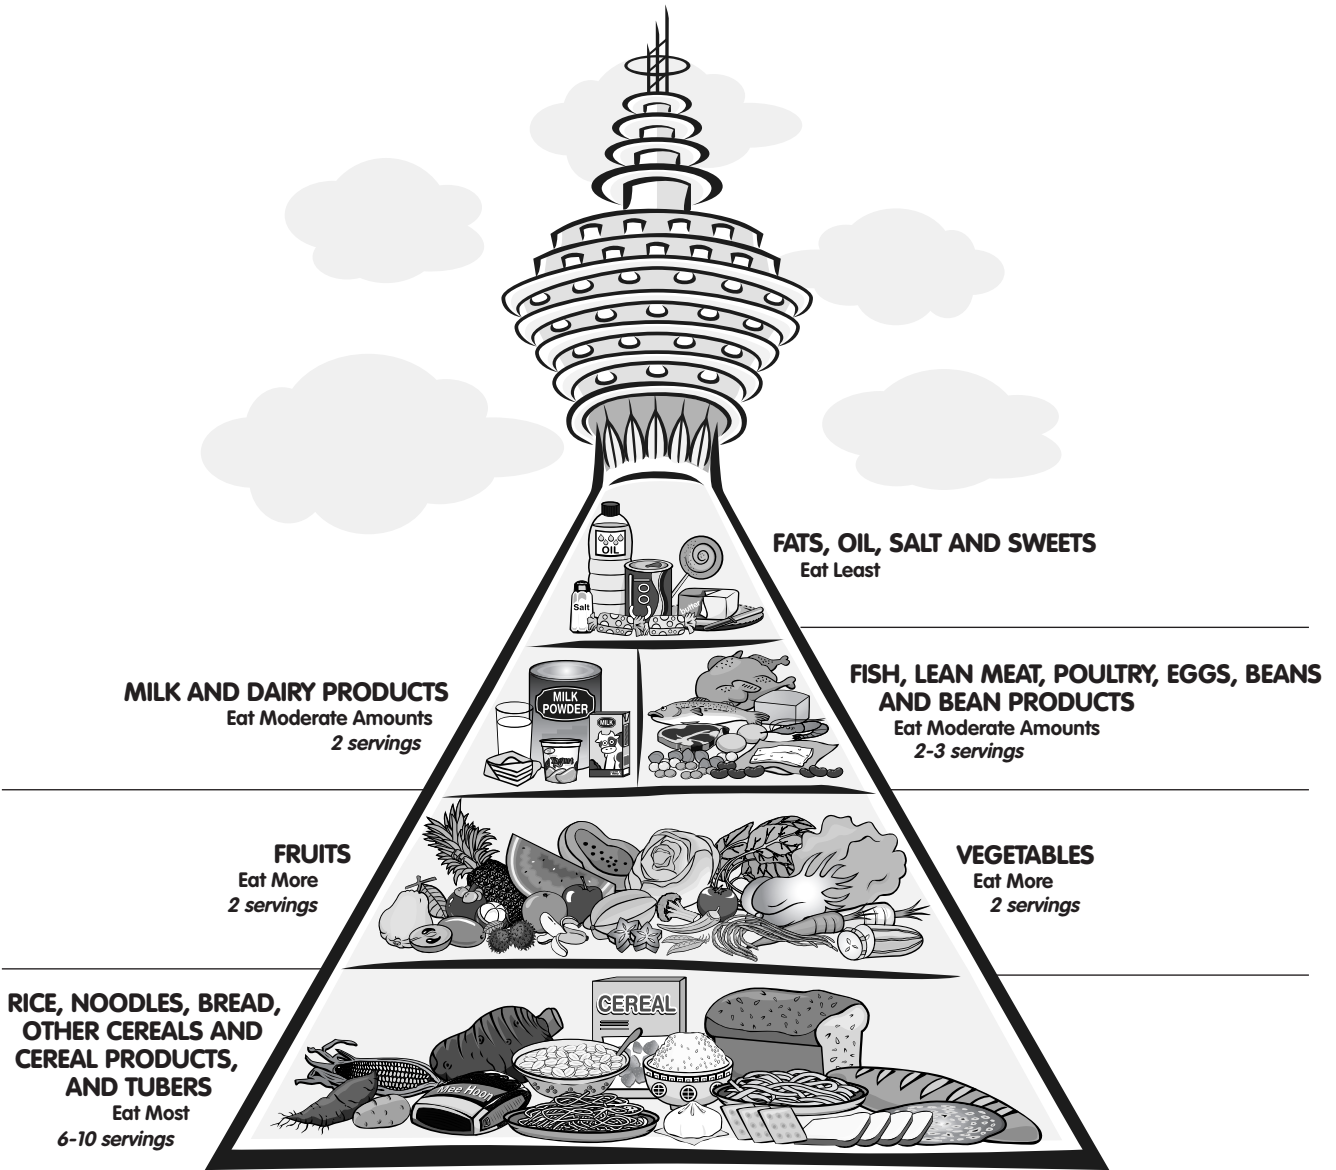 OIL
Salt
FATS, OIL, SALT AND SWEETS
Eat Least
MILK AND DAIRY PRODUCTS
Eat Moderate Amounts
2 servings
MILK
POWDER
MILK
Yogurt
FISH, LEAN MEAT, POULTRY, EGGS, BEANS
AND BEAN PRODUCTS
Eat Moderate Amounts
2-3 servings
FRUITS
Eat More
2 servings
VEGETABLES
Eat More
2 servings
RICE, NOODLES, BREAD,
OTHER CEREALS AND
CEREAL PRODUCTS,
AND TUBERS
Eat Most
6-10 servings
CEREAL
Mee Hoon